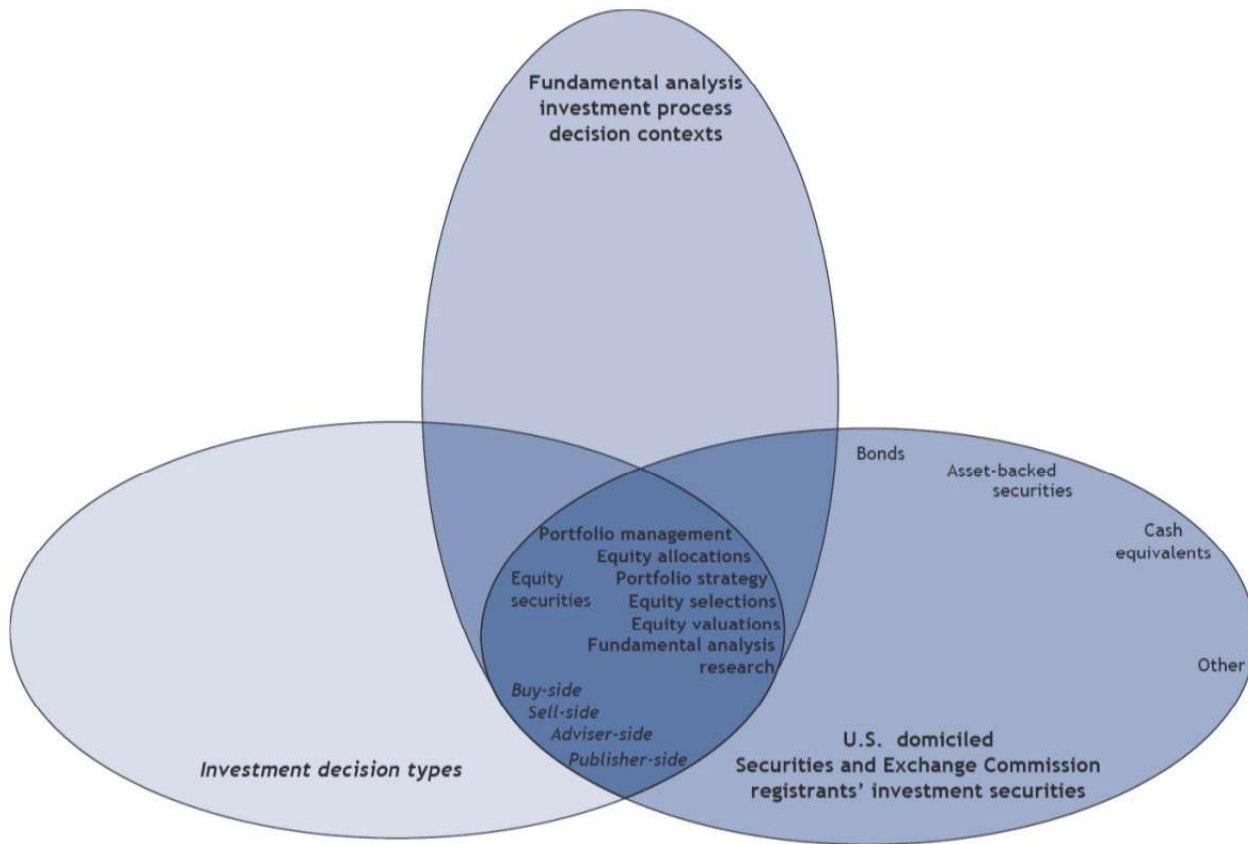 Fundamental analysis
investment process
decision contexts
Bonds
Asset-backed
securities
Cash
equivalents
Other
Portfolio management
Equity allocations
Equity
securities
Portfolio strategy
Equity selections
Equity valuations
Fundamental analysis
research
Buy-side
Sell-side
Adviser-side
Publisher-side
Investment decision types
U.S. domiciled
Securities and Exchange Commission
registrants’ investment securities